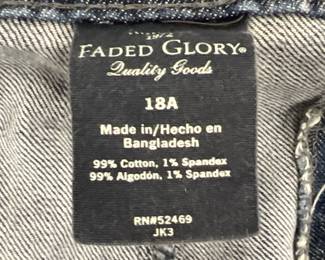 1972
FADED GLORY®
Quality Goods
18A
Made in/Hecho en
Bangladesh
99% Cotton, 1% Spandex
99% Algodón, 1% Spandex
RN#52469
JK3